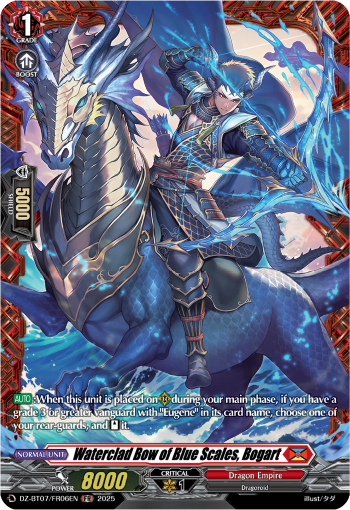 1
GRADE
BOOST
5000
SHIELD
AUTO:When this unit is placed on R during your main phase, if you have a
grade 3 or greater vanguard with "Eugene" in its card name, choose one of
your rear-guards, and it.
NORMAL UNIT
Waterclad Bow of Blue Scales, Bogart
POWER
8000
CRITICAL
1
Dragon Empire
Dragoroid
DZ-BT07/FR06EN FR 2025
illust/タダ